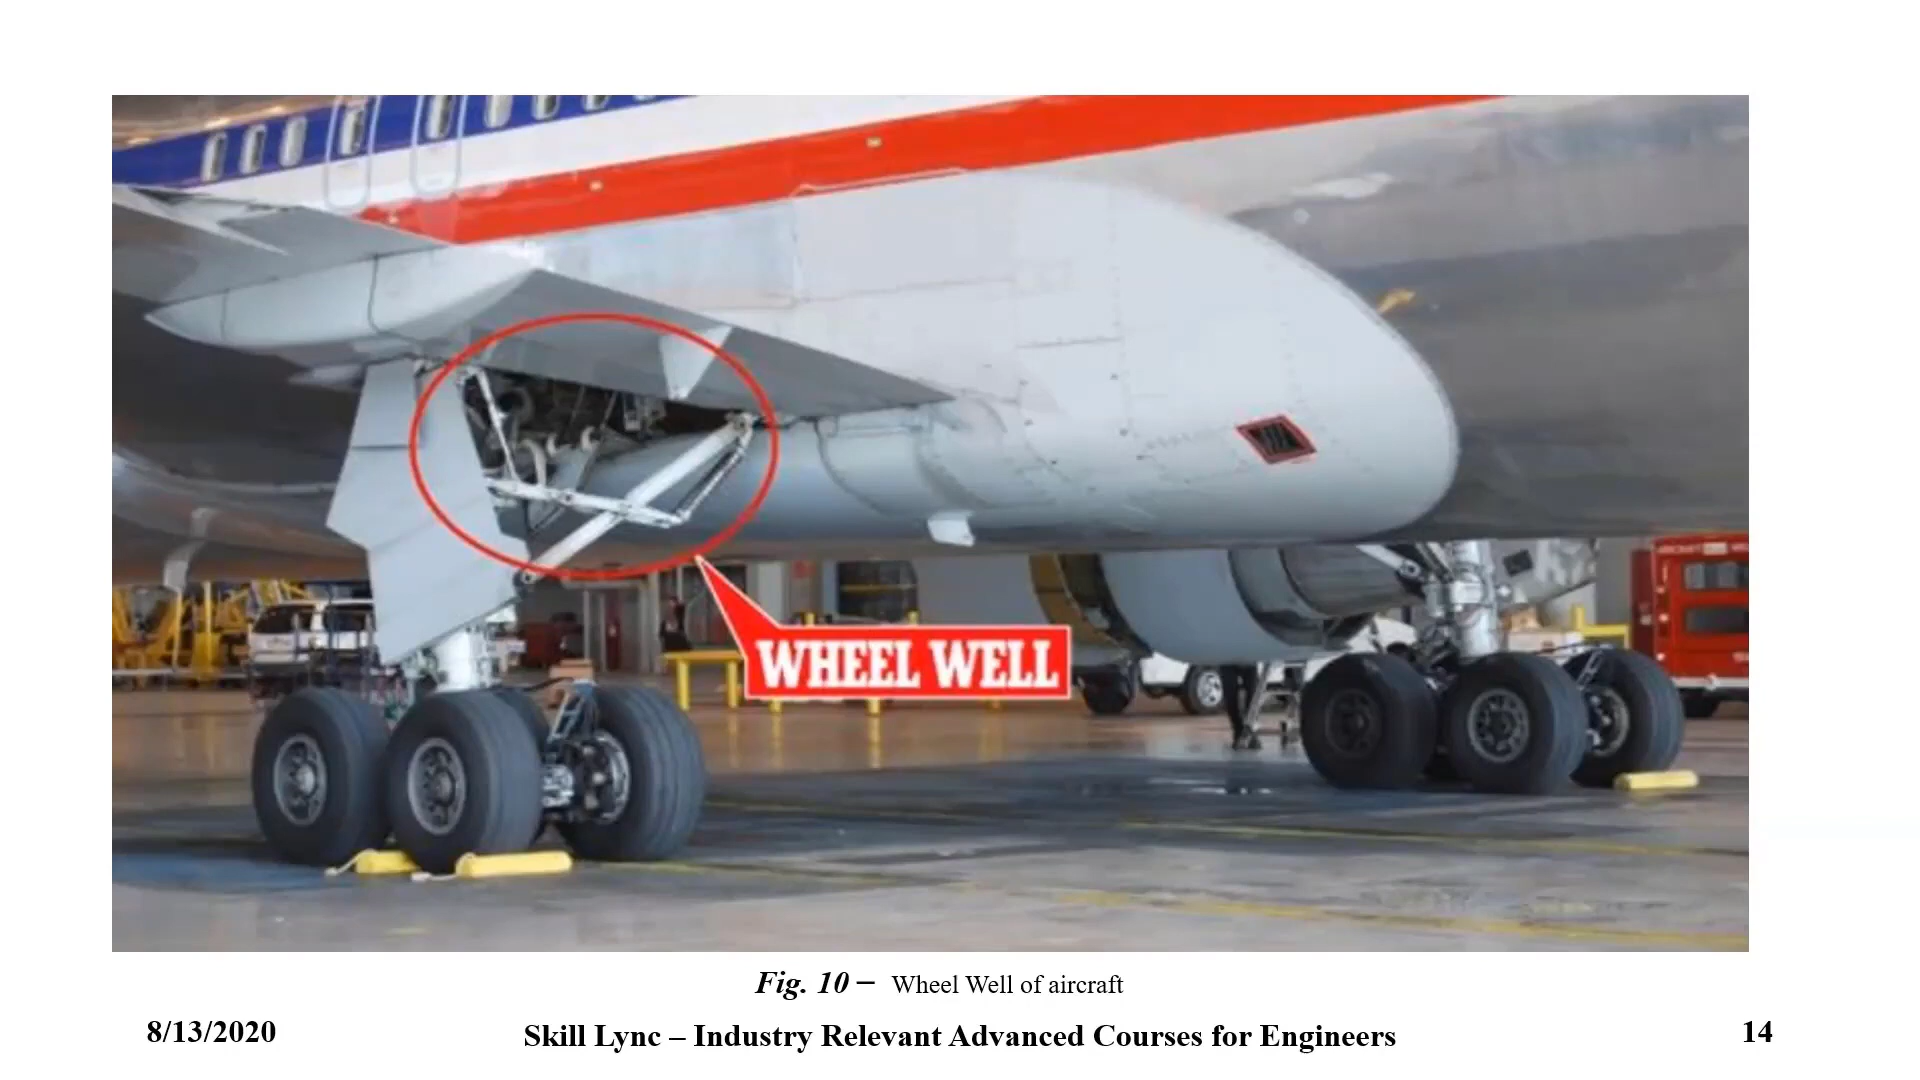 WHEEL WELL
Fig. 10 – Wheel Well of aircraft
8/13/2020
Skill Lync – Industry Relevant Advanced Courses for Engineers
14